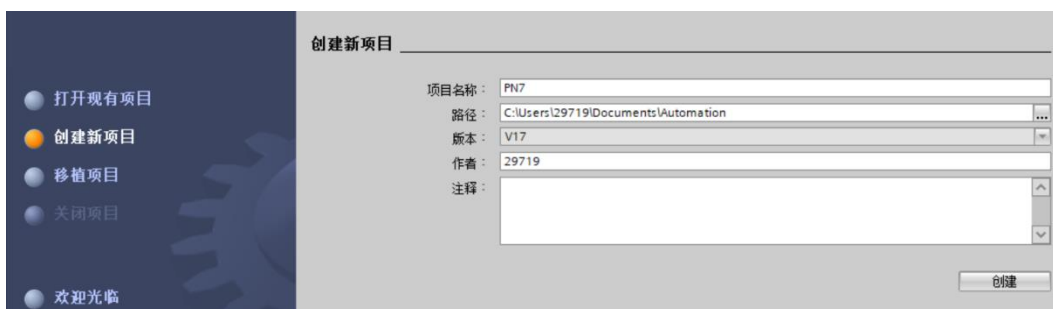 打开现有项目
创建新项目
移植项目
关闭项目
欢迎光临
创建新项目
项目名称：
PN7
路径：
C:\Users\29719\Documents\Automation
...
版本：
V17
作者：
29719
注释：
创建